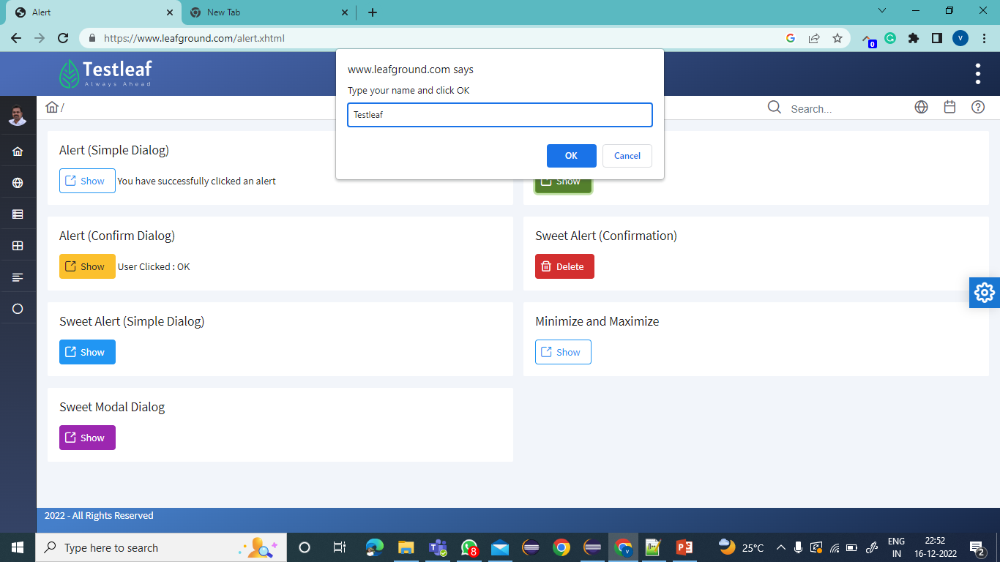 Alert
New Tab
https://www.leafground.com/alert.xhtml
0
V
Testleaf
Always Ahead
www.leafground.com says
Type your name and click OK
Testleaf
OK
Cancel
/
Search...
Alert (Simple Dialog)
Show
You have successfully clicked an alert
Show
Alert (Confirm Dialog)
Show
User Clicked : OK
Sweet Alert (Confirmation)
Delete
Sweet Alert (Simple Dialog)
Show
Minimize and Maximize
Show
Sweet Modal Dialog
Show
2022 - All Rights Reserved
Type here to search
8
25°C
ENG
IN
22:52
16-12-2022
2